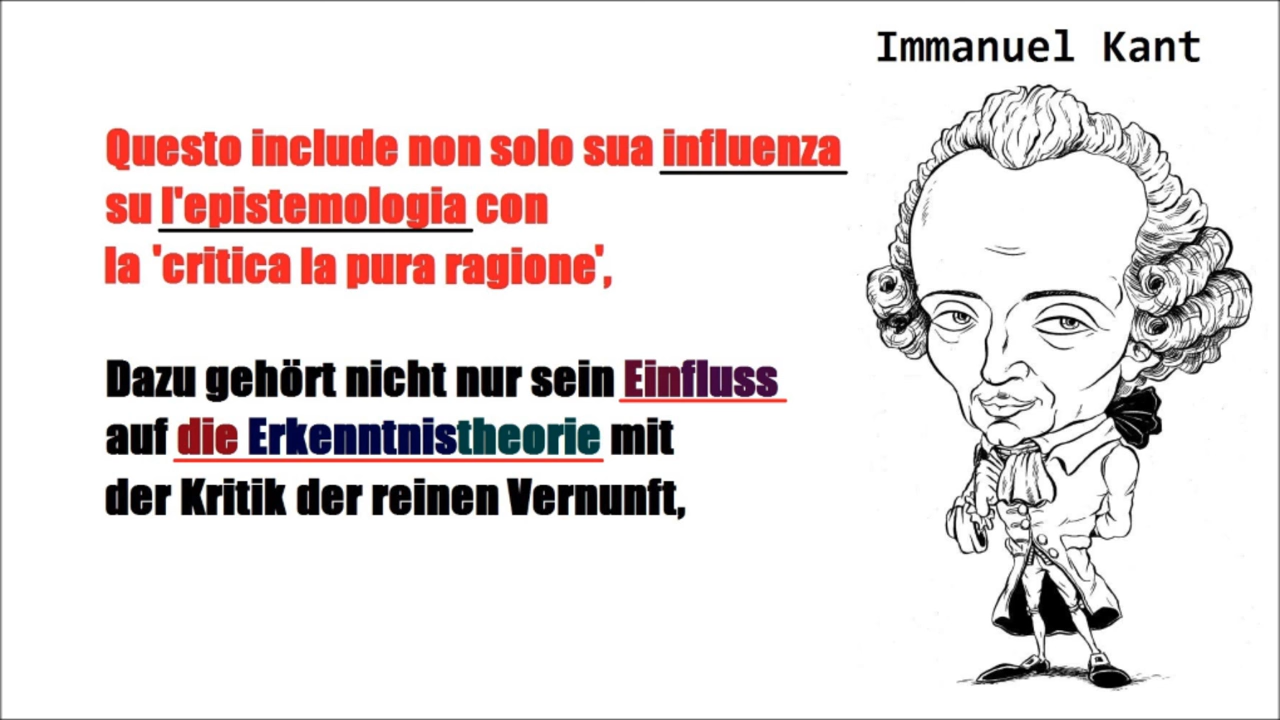 Immanuel Kant
Questo include non solo sua influenza
su l'epistemologia con
la 'critica la pura ragione',
Dazu gehört nicht nur sein Einfluss
auf die Erkenntnistheorie mit
der Kritik der reinen Vernunft,